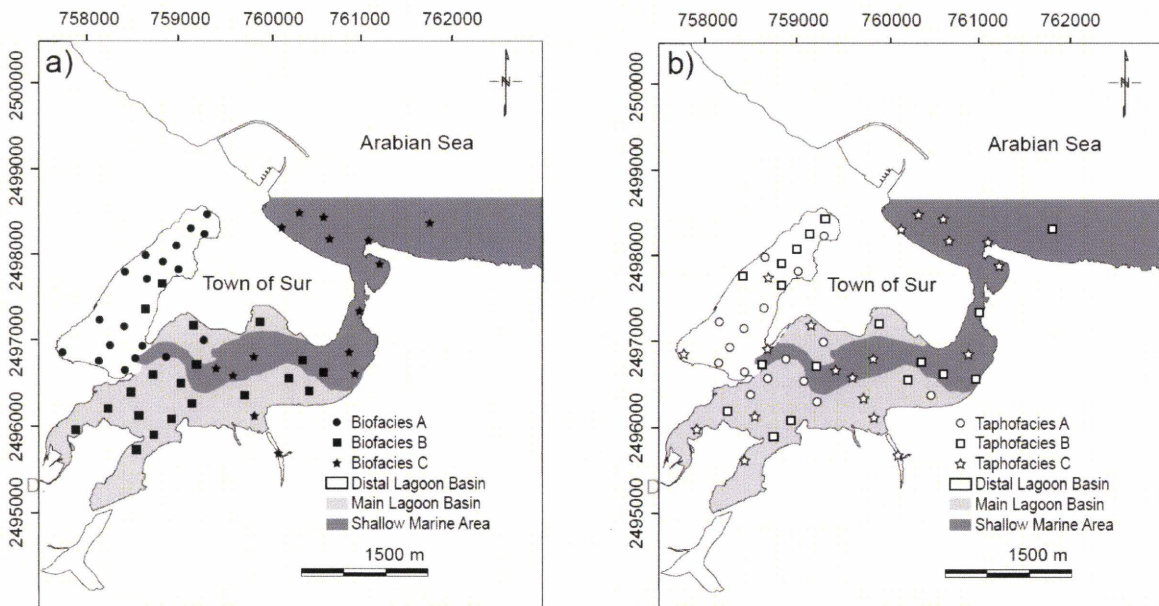 758000 759000 760000 761000 762000
a)
N
Arabian Sea
Town of Sur
2500000
2499000
2498000
2497000
2496000
2495000
Biofacies A
Biofacies B
Biofacies C
Distal Lagoon Basin
Main Lagoon Basin
Shallow Marine Area
1500 m
D
758000 759000 760000 761000 762000
b)
N
Arabian Sea
Town of Sur
2500000
2499000
2498000
2497000
2496000
2495000
Taphofacies A
Taphofacies B
Taphofacies C
Distal Lagoon Basin
Main Lagoon Basin
Shallow Marine Area
1500 m
D